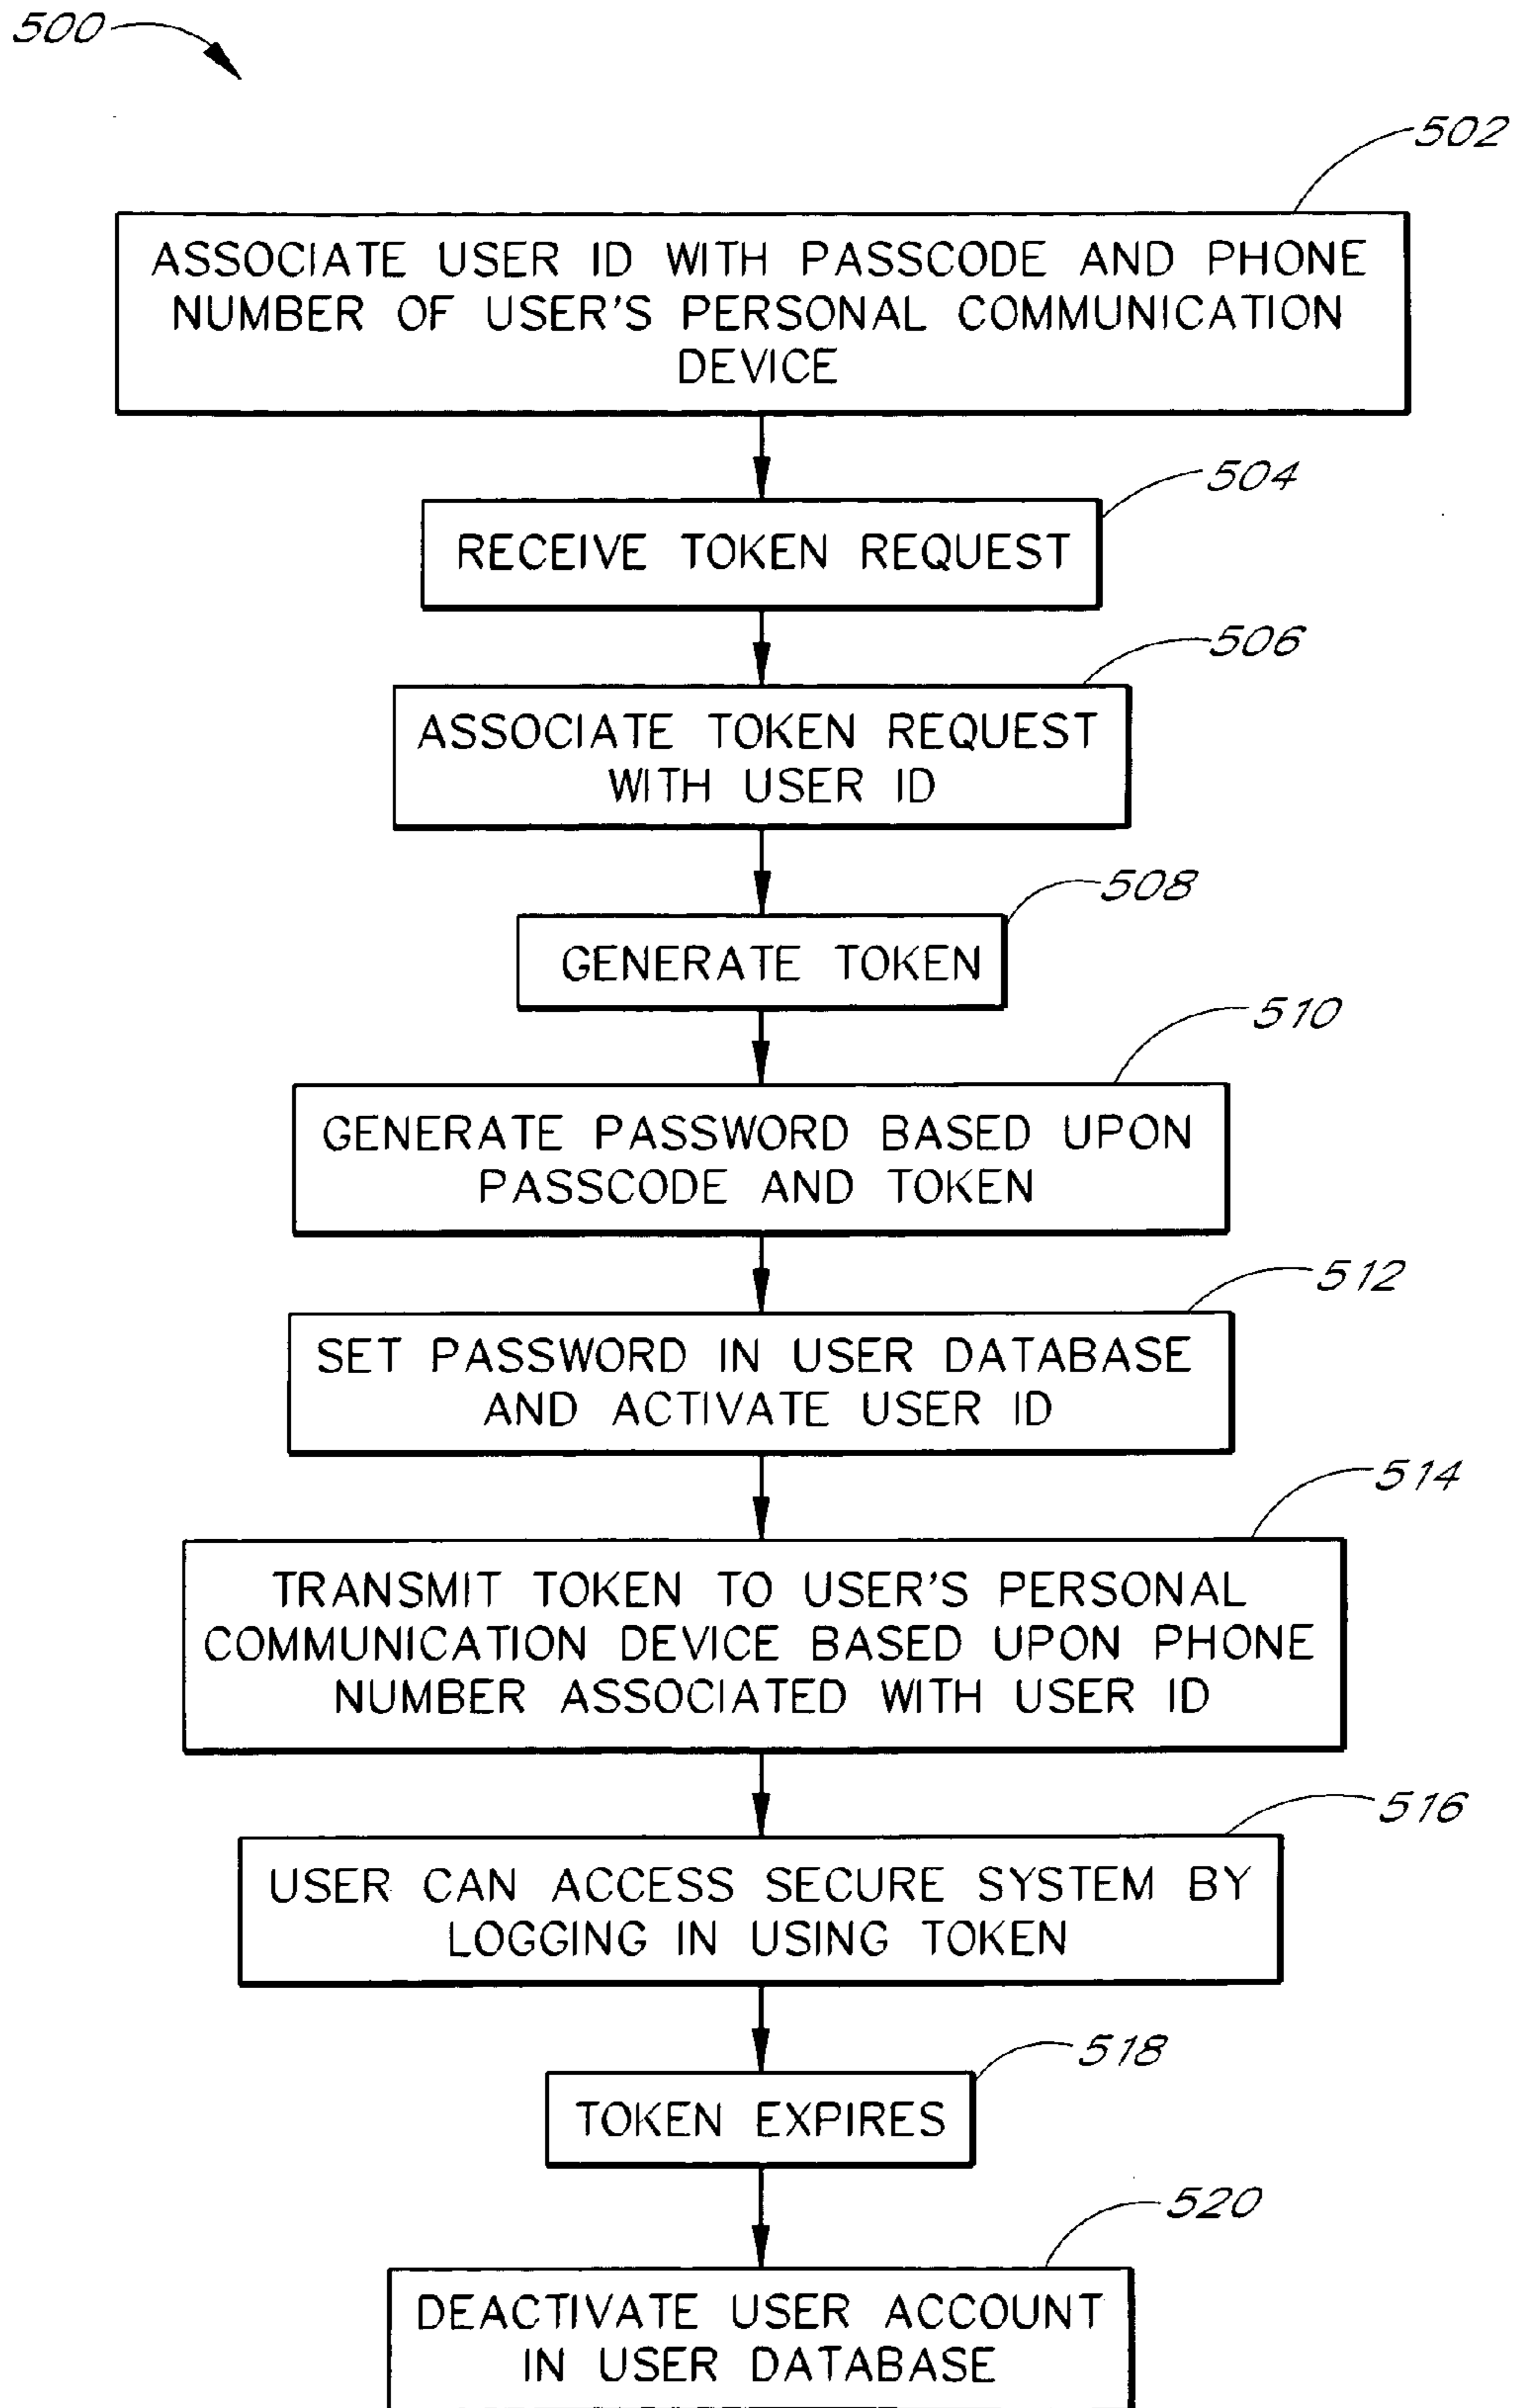 500
502
ASSOCIATE USER ID WITH PASSCODE AND PHONE
NUMBER OF USER'S PERSONAL COMMUNICATION
DEVICE
504
RECEIVE TOKEN REQUEST
506
ASSOCIATE TOKEN REQUEST
WITH USER ID
508
GENERATE TOKEN
510
GENERATE PASSWORD BASED UPON
PASSCODE AND TOKEN
512
SET PASSWORD IN USER DATABASE
AND ACTIVATE USER ID
514
TRANSMIT TOKEN TO USER'S PERSONAL
COMMUNICATION DEVICE BASED UPON PHONE
NUMBER ASSOCIATED WITH USER ID
516
USER CAN ACCESS SECURE SYSTEM BY
LOGGING IN USING TOKEN
518
TOKEN EXPIRES
520
DEACTIVATE USER ACCOUNT
IN USER DATABASE